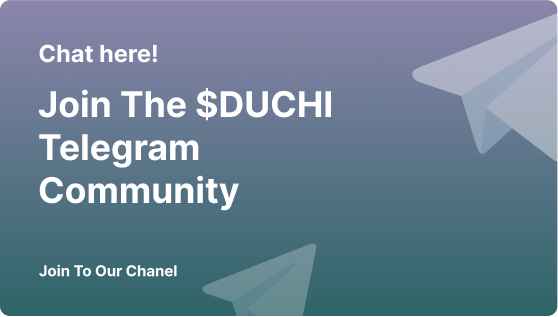 Chat here!
Join The $DUCHI
Telegram
Community
Join To Our Chanel